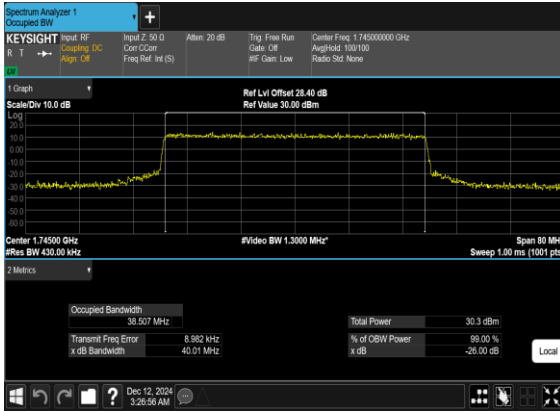 Spectrum Analyzer 1
Occupied BW
+
KEYSIGHT Input: RF Input Z: 50 Ω Atten: 20 dB Trig: Free Run Center Freq: 1.745000000 GHz
R T Coupling: DC Corr CCorr Gate: Off Avg|Hold: 100/100
Align: Off Freq Ref: Int (S) #IF Gain: Low Radio Std: None
1 Graph
Ref Lvl Offset 28.40 dB
Scale/Div 10.0 dB Ref Value 30.00 dBm
Log
20.0
10.0
0.00
-10.0
-20.0
-30.0
-40.0
-50.0
-60.0
Center 1.74500 GHz #Video BW 1.3000 MHz* Span 80 MH
#Res BW 430.00 kHz Sweep 1.00 ms (1001 pts
2 Metrics
Occupied Bandwidth
38.507 MHz Total Power 30.3 dBm
Transmit Freq Error 8.982 kHz % of OBW Power 99.00 %
x dB Bandwidth 40.01 MHz x dB -26.00 dB
Local
?
Dec 12, 2024
3:26:56 AM